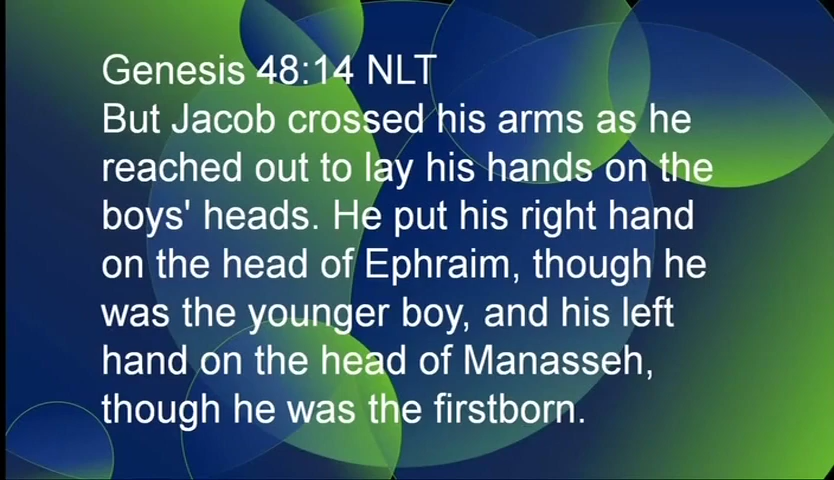 Genesis 48:14 NLT
But Jacob crossed his arms as he
reached out to lay his hands on the
boys' heads. He put his right hand
on the head of Ephraim, though he
was the younger boy, and his left
hand on the head of Manasseh,
though he was the firstborn.